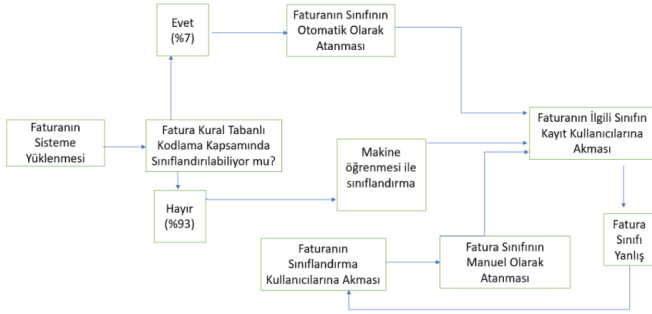 Evet
(%7)
Faturanın Sınıfının
Otomatik Olarak
Atanması
Faturanın
Sisteme
Yüklenmesi
Fatura Kural Tabanlı
Kodlama Kapsamında
Sınıflandırılabiliyor mu?
Hayır
(%93)
Makine
öğrenmesi ile
sınıflandırma
Faturanın İlgili Sınıfın
Kayıt Kullanıcılarına
Akması
Faturanın
Sınıflandırma
Kullanıcılarına Akması
Fatura Sınıfının
Manuel Olarak
Atanması
Fatura
Sınıfı
Yanlış